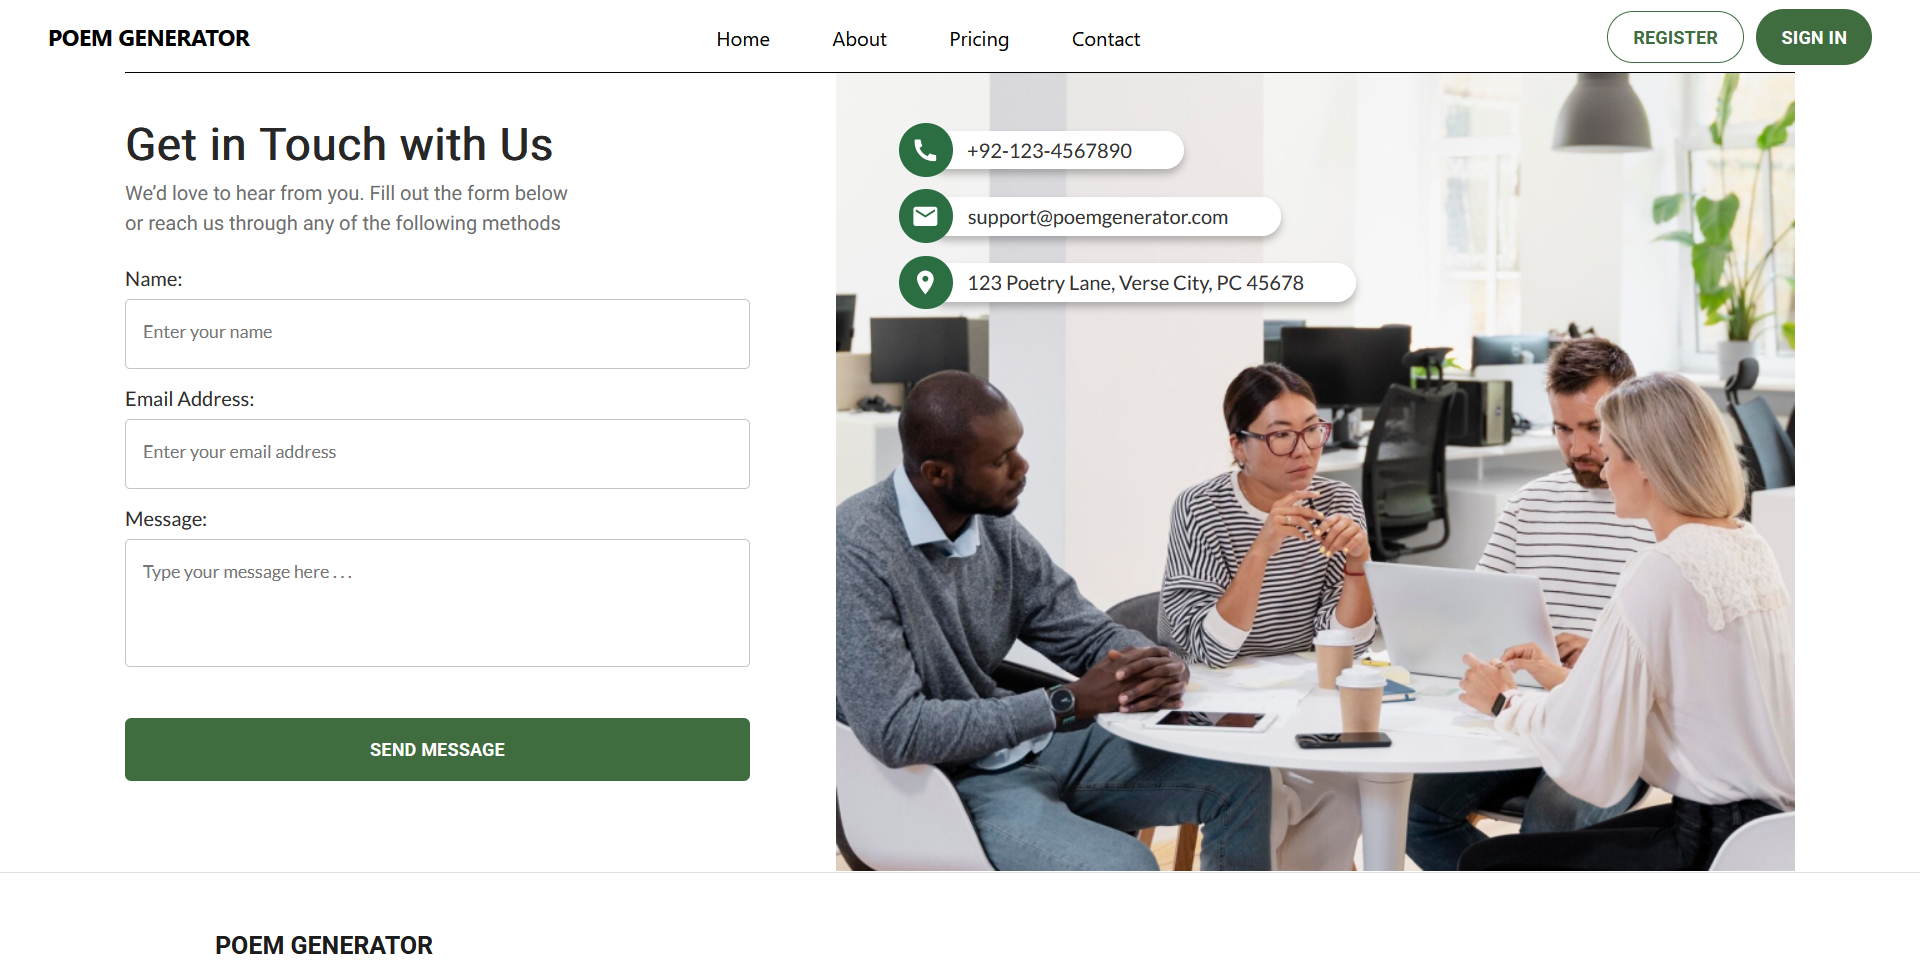 POEM GENERATOR
Home
About
Pricing
Contact
REGISTER
SIGN IN
Get in Touch with Us
We’d love to hear from you. Fill out the form below
or reach us through any of the following methods
Name:
Enter your name
Email Address:
Enter your email address
Message:
Type your message here . . .
SEND MESSAGE
+92-123-4567890
support@poemgenerator.com
123 Poetry Lane, Verse City, PC 45678
POEM GENERATOR